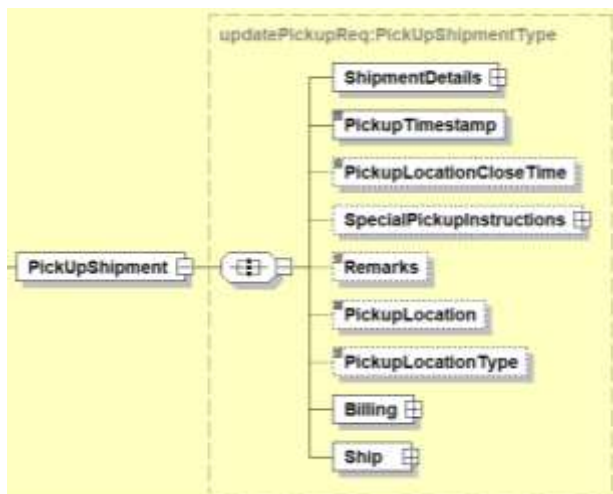 updatePickupReq:PickUpShipmentType
ShipmentDetails
PickupTimestamp
PickupLocationCloseTime
SpecialPickupInstructions
PickUpShipment
Remarks
PickupLocation
PickupLocationType
Billing
Ship